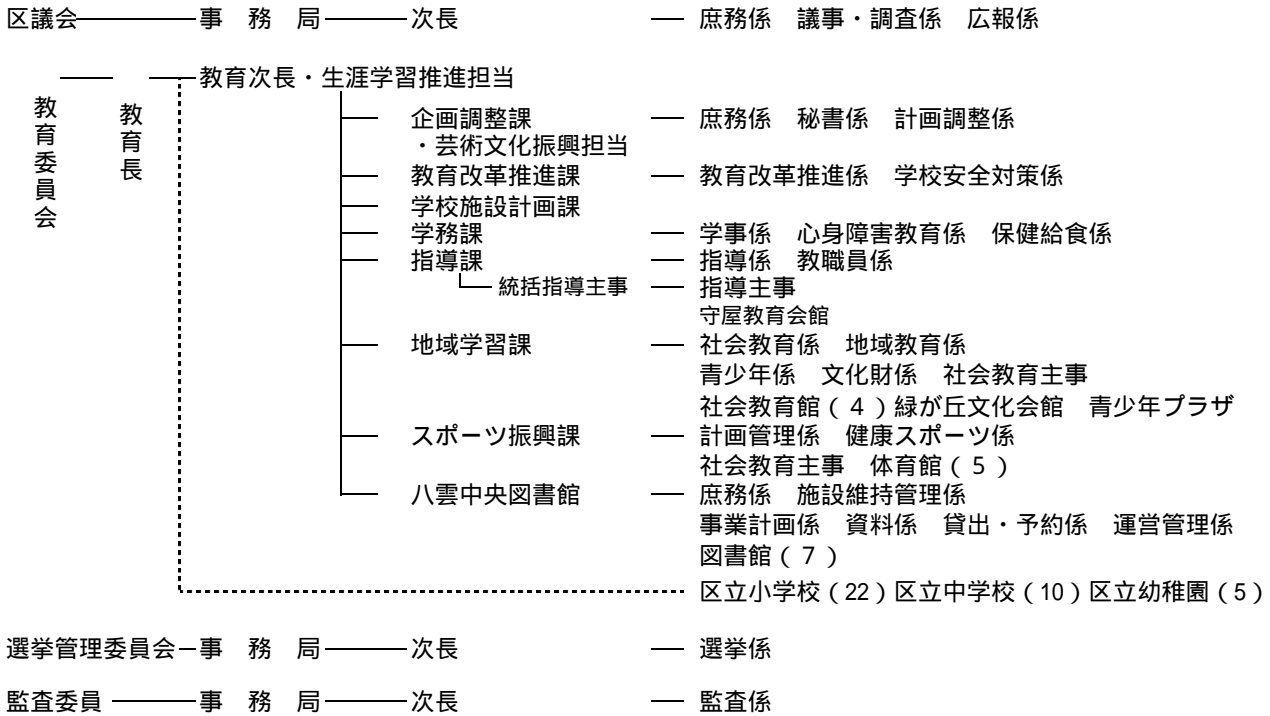 区議会 事 務 局 次長 庶務係 議事・調査係 広報係
教育委員会 教育長 教育次長・生涯学習推進担当
企画調整課 庶務係 秘書係 計画調整係
・芸術文化振興担当
教育改革推進課 教育改革推進係 学校安全対策係
学校施設計画課
学務課 学事係 心身障害教育係 保健給食係
指導課 指導係 教職員係
統括指導主事 指導主事
守屋教育会館
地域学習課 社会教育係 地域教育係
青少年係 文化財係 社会教育主事
社会教育館(4)緑が丘文化会館 青少年プラザ
スポーツ振興課 計画管理係 健康スポーツ係
社会教育主事 体育館(5)
八雲中央図書館 庶務係 施設維持管理係
事業計画係 資料係 貸出・予約係 運営管理係
図書館(7)
区立小学校(22)区立中学校(10)区立幼稚園(5)
選挙管理委員会 事 務 局 次長 選挙係
監査委員 事 務 局 次長 監査係